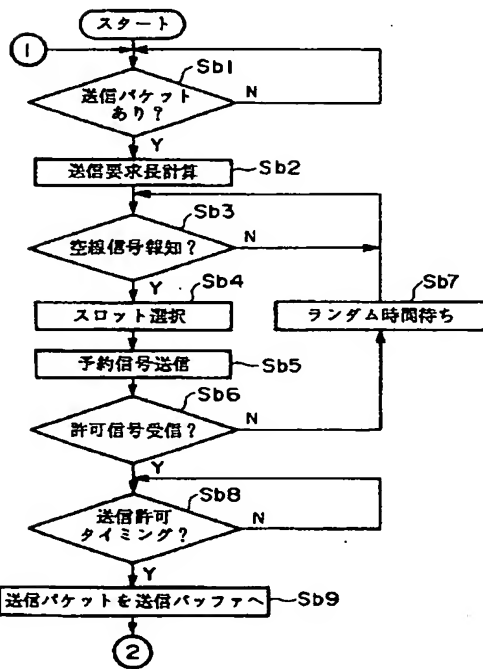 スタート
1
Sb1
送信パケット
あり?
N
Y
送信要求長計算
Sb2
Sb3
空線信号報知?
N
Y
Sb4
Sb7
スロット選択
ランダム時間待ち
予約信号送信
Sb5
Sb6
許可信号受信?
N
Y
Sb8
送信許可
タイミング?
N
Y
送信パケットを送信バッファへ
Sb9
2